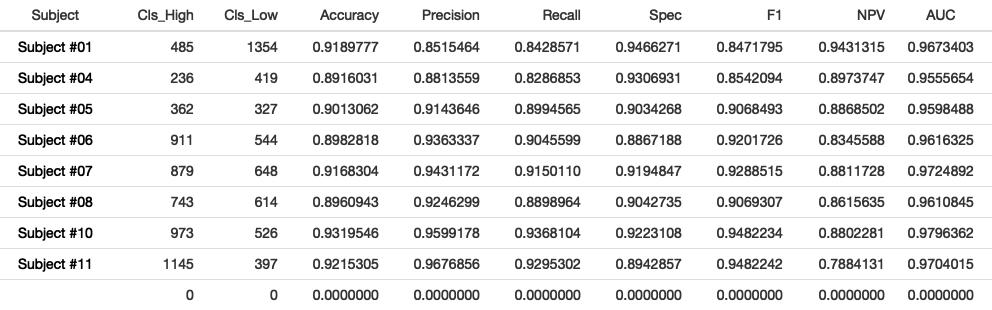 Subject Cls_High Cls_Low Accuracy Precision Recall Spec F1 NPV AUC
Subject #01 485 1354 0.9189777 0.8515464 0.8428571 0.9466271 0.8471795 0.9431315 0.9673403
Subject #04 236 419 0.8916031 0.8813559 0.8286853 0.9306931 0.8542094 0.8973747 0.9555654
Subject #05 362 327 0.9013062 0.9143646 0.8994565 0.9034268 0.9068493 0.8868502 0.9598488
Subject #06 911 544 0.8982818 0.9363337 0.9045599 0.8867188 0.9201726 0.8345588 0.9616325
Subject #07 879 648 0.9168304 0.9431172 0.9150110 0.9194847 0.9288515 0.8811728 0.9724892
Subject #08 743 614 0.8960943 0.9246299 0.8898964 0.9042735 0.9069307 0.8615635 0.9610845
Subject #10 973 526 0.9319546 0.9599178 0.9368104 0.9223108 0.9482234 0.8802281 0.9796362
Subject #11 1145 397 0.9215305 0.9676856 0.9295302 0.8942857 0.9482242 0.7884131 0.9704015
0 0 0.0000000 0.0000000 0.0000000 0.0000000 0.0000000 0.0000000 0.0000000